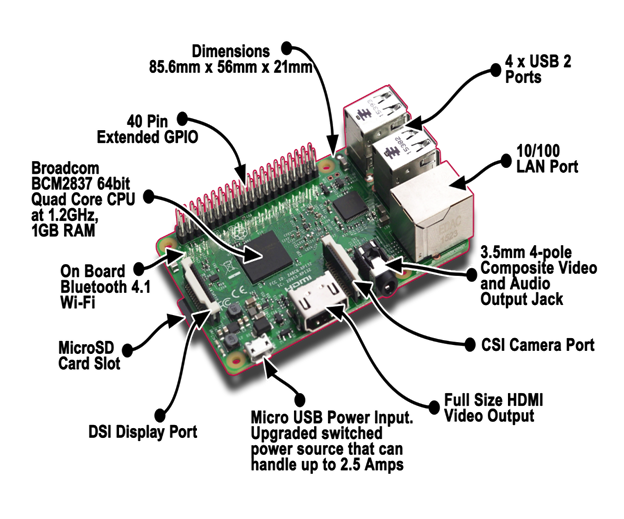 Dimensions
85.6mm x 56mm x 21mm
4 x USB 2
Ports
40 Pin
Extended GPIO
10/100
LAN Port
Broadcom
BCM2837 64bit
Quad Core CPU
at 1.2GHz,
1GB RAM
3.5mm 4-pole
Composite Video
and Audio
Output Jack
On Board
Bluetooth 4.1
Wi-Fi
CSI Camera Port
MicroSD
Card Slot
Full Size HDMI
Video Output
DSI Display Port
Micro USB Power Input.
Upgraded switched
power source that can
handle up to 2.5 Amps
HDMI